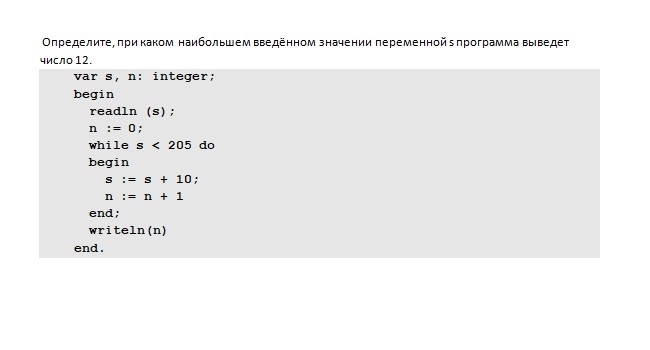 Определите, при каком наибольшем введённом значении переменной s программа выведет
число 12.
var s, n: integer;
begin
readln (s);
n := 0;
while s < 205 do
begin
s := s + 10;
n := n + 1
end;
writeln(n)
end.